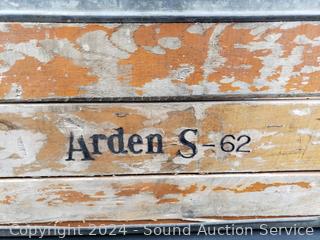 Arden S-62
Copyright 2024 - Sound Auction Service